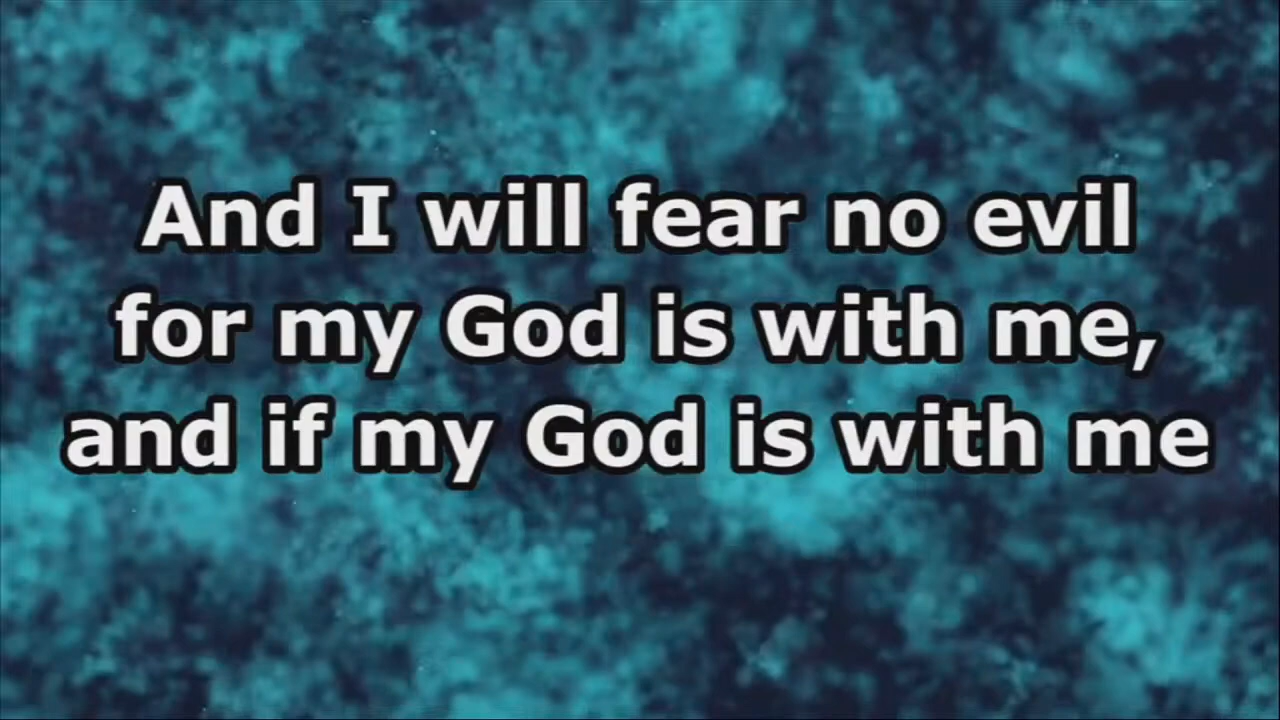 And I will fear no evil
for my God is with me,
and if my God is with me